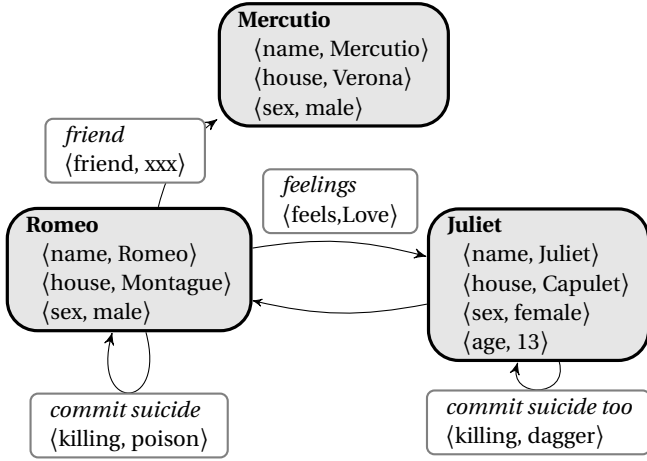 Mercutio
⟨name, Mercutio⟩
⟨house, Verona⟩
⟨sex, male⟩
friend
⟨friend, xxx⟩
feelings
⟨feels,Love⟩
Romeo
⟨name, Romeo⟩
⟨house, Montague⟩
⟨sex, male⟩
Juliet
⟨name, Juliet⟩
⟨house, Capulet⟩
⟨sex, female⟩
⟨age, 13⟩
commit suicide
⟨killing, poison⟩
commit suicide too
⟨killing, dagger⟩